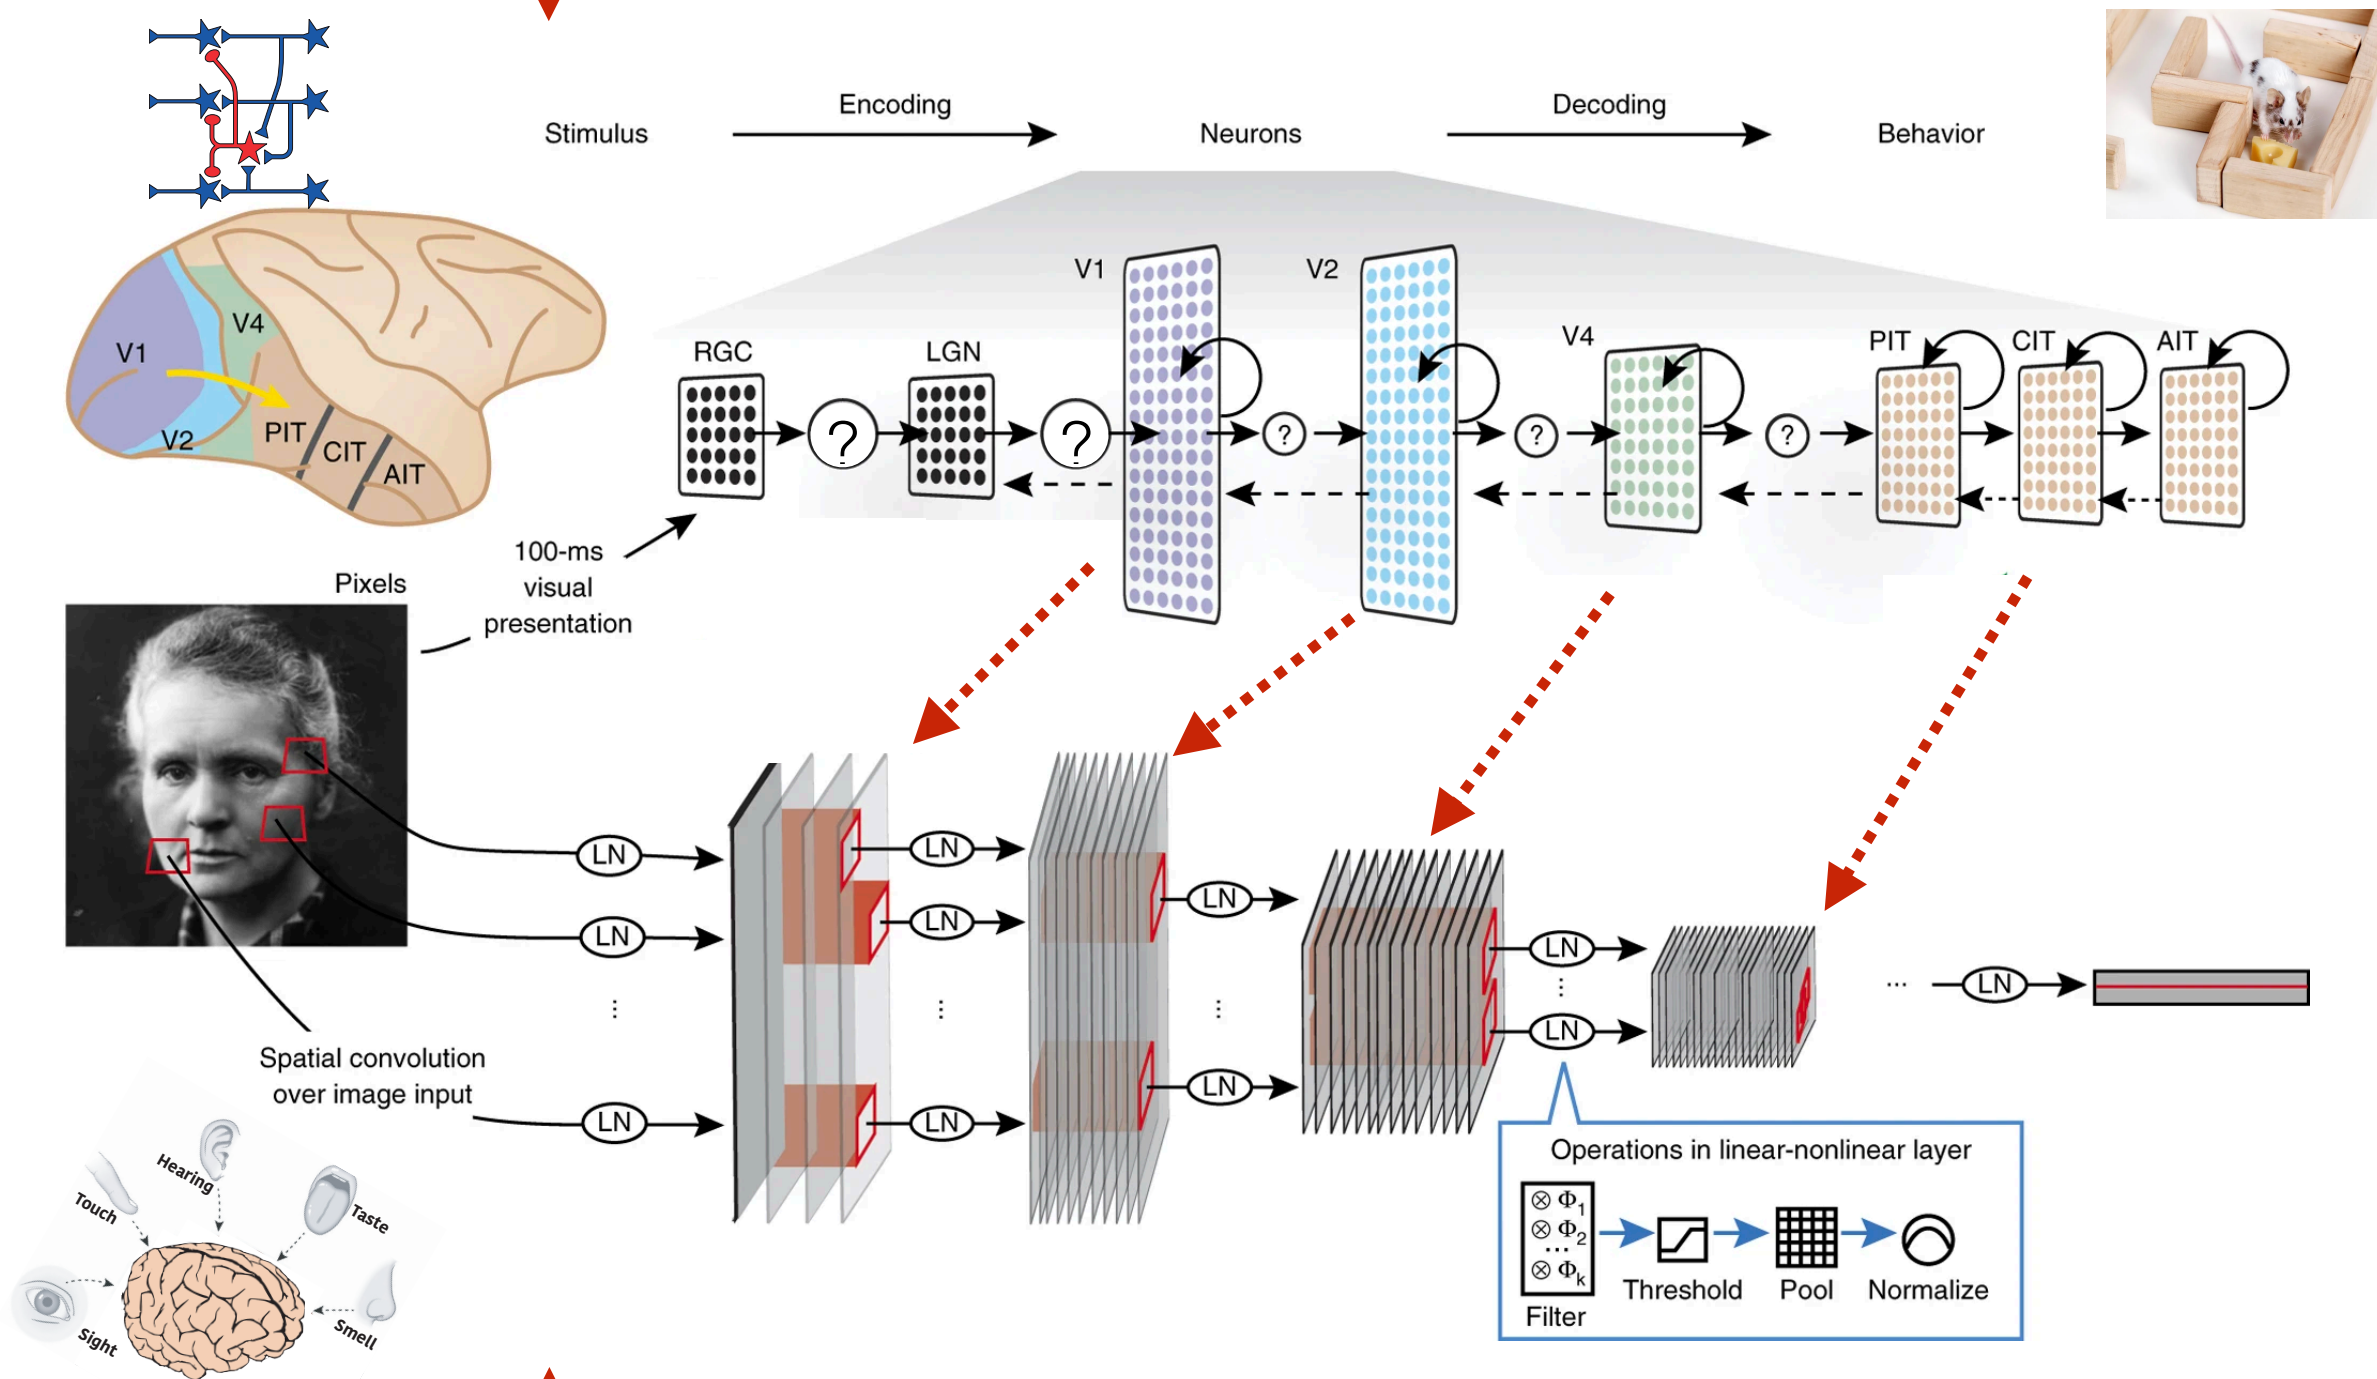 Stimulus
Encoding
Neurons
Decoding
Behavior
V1
V2
V4
PIT
CIT
AIT
RGC
?
LGN
?
V1
?
V2
?
V4
?
PIT
CIT
AIT
100-ms
visual
presentation
Pixels
Spatial convolution
over image input
LN
LN
...
LN
LN
LN
...
LN
LN
...
LN
LN
...
LN
...
LN
Operations in linear-nonlinear layer
⊗ Φ1
⊗ Φ2
...
⊗ Φk
Filter
Threshold
Pool
Normalize
Hearing
Touch
Taste
Sight
Smell